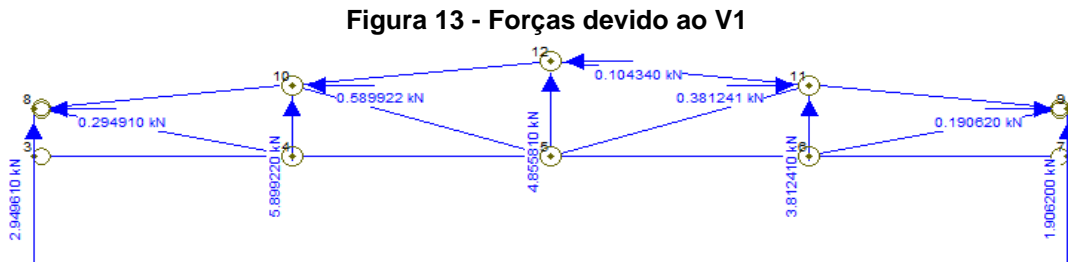 Figura 13 - Forças devido ao V1
12
10
11
8
9
0.104340 kN
0.589922 kN
0.381241 kN
0.294910 kN
0.190620 kN
3
4
5
6
7
2.949610 kN
5.899220 kN
4.855810 kN
3.812410 kN
1.906200 kN